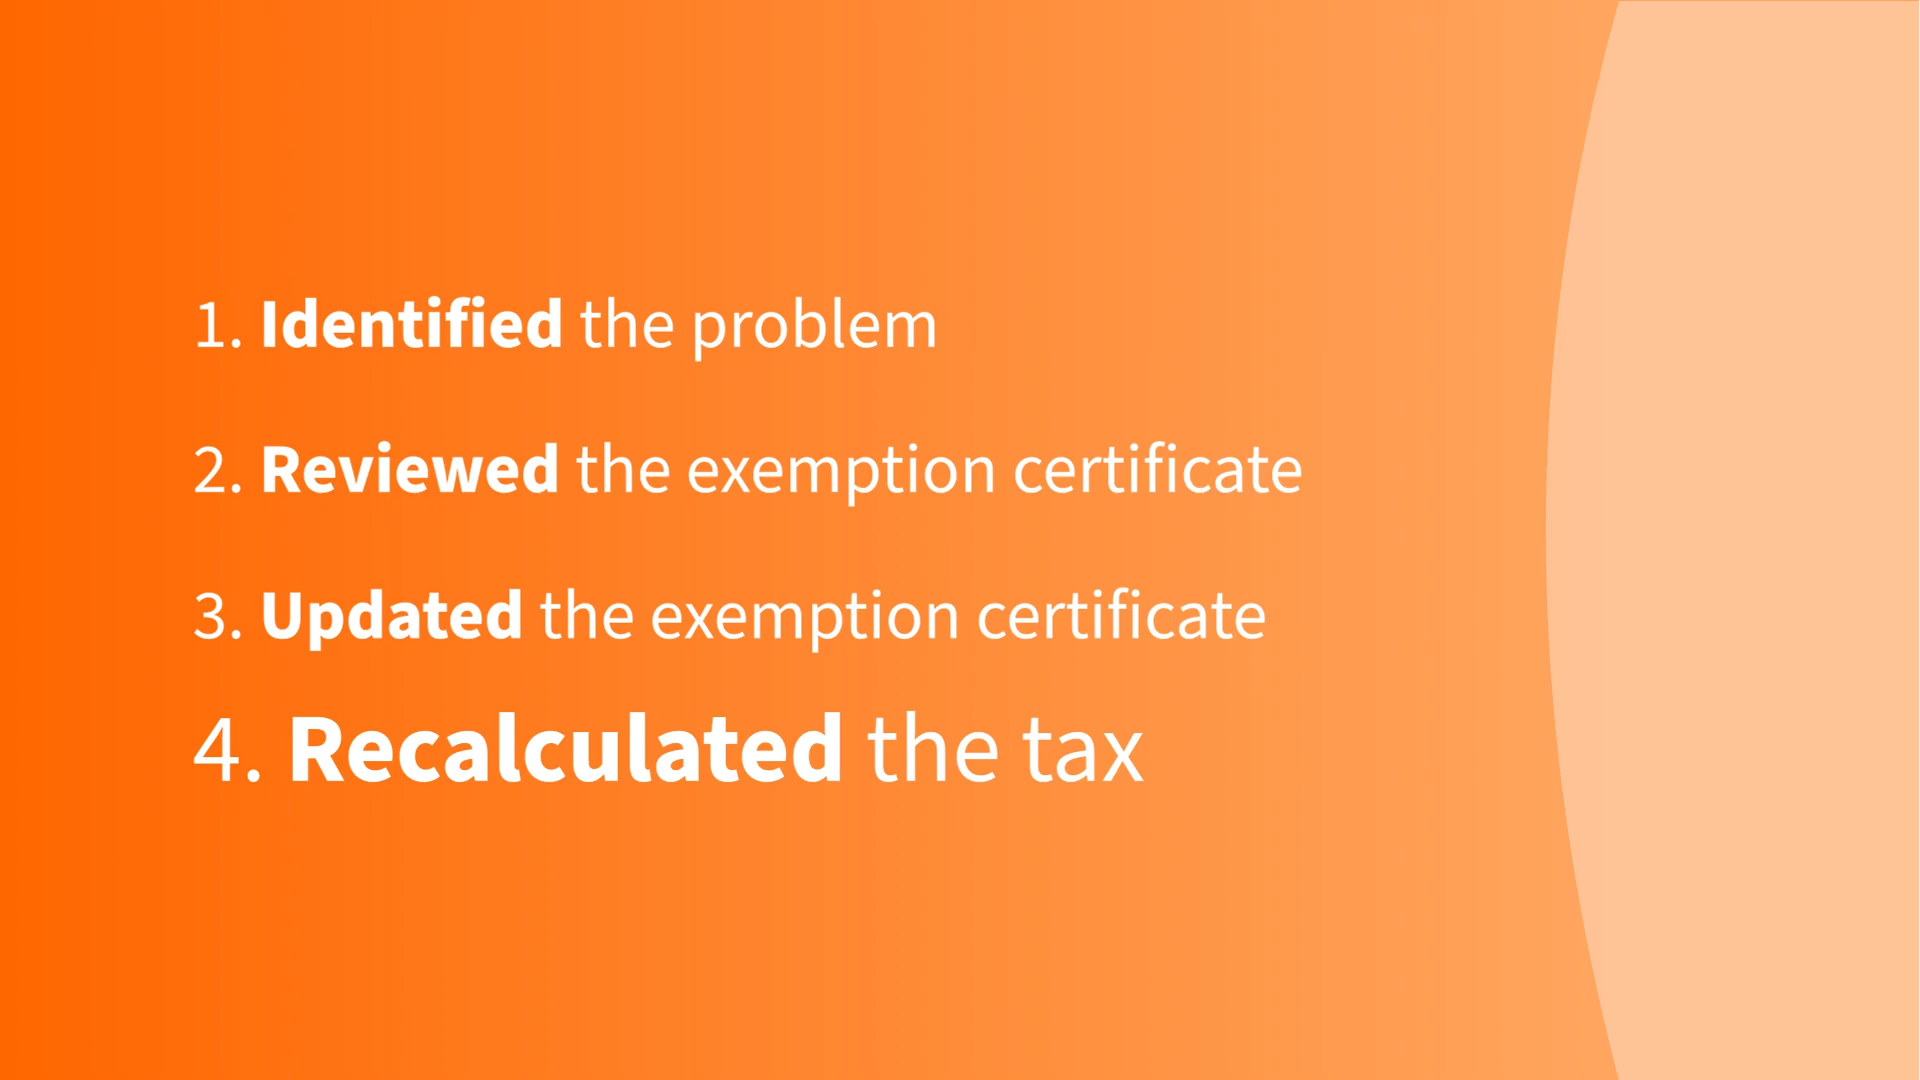 1. Identified the problem
2. Reviewed the exemption certificate
3. Updated the exemption certificate
4. Recalculated the tax